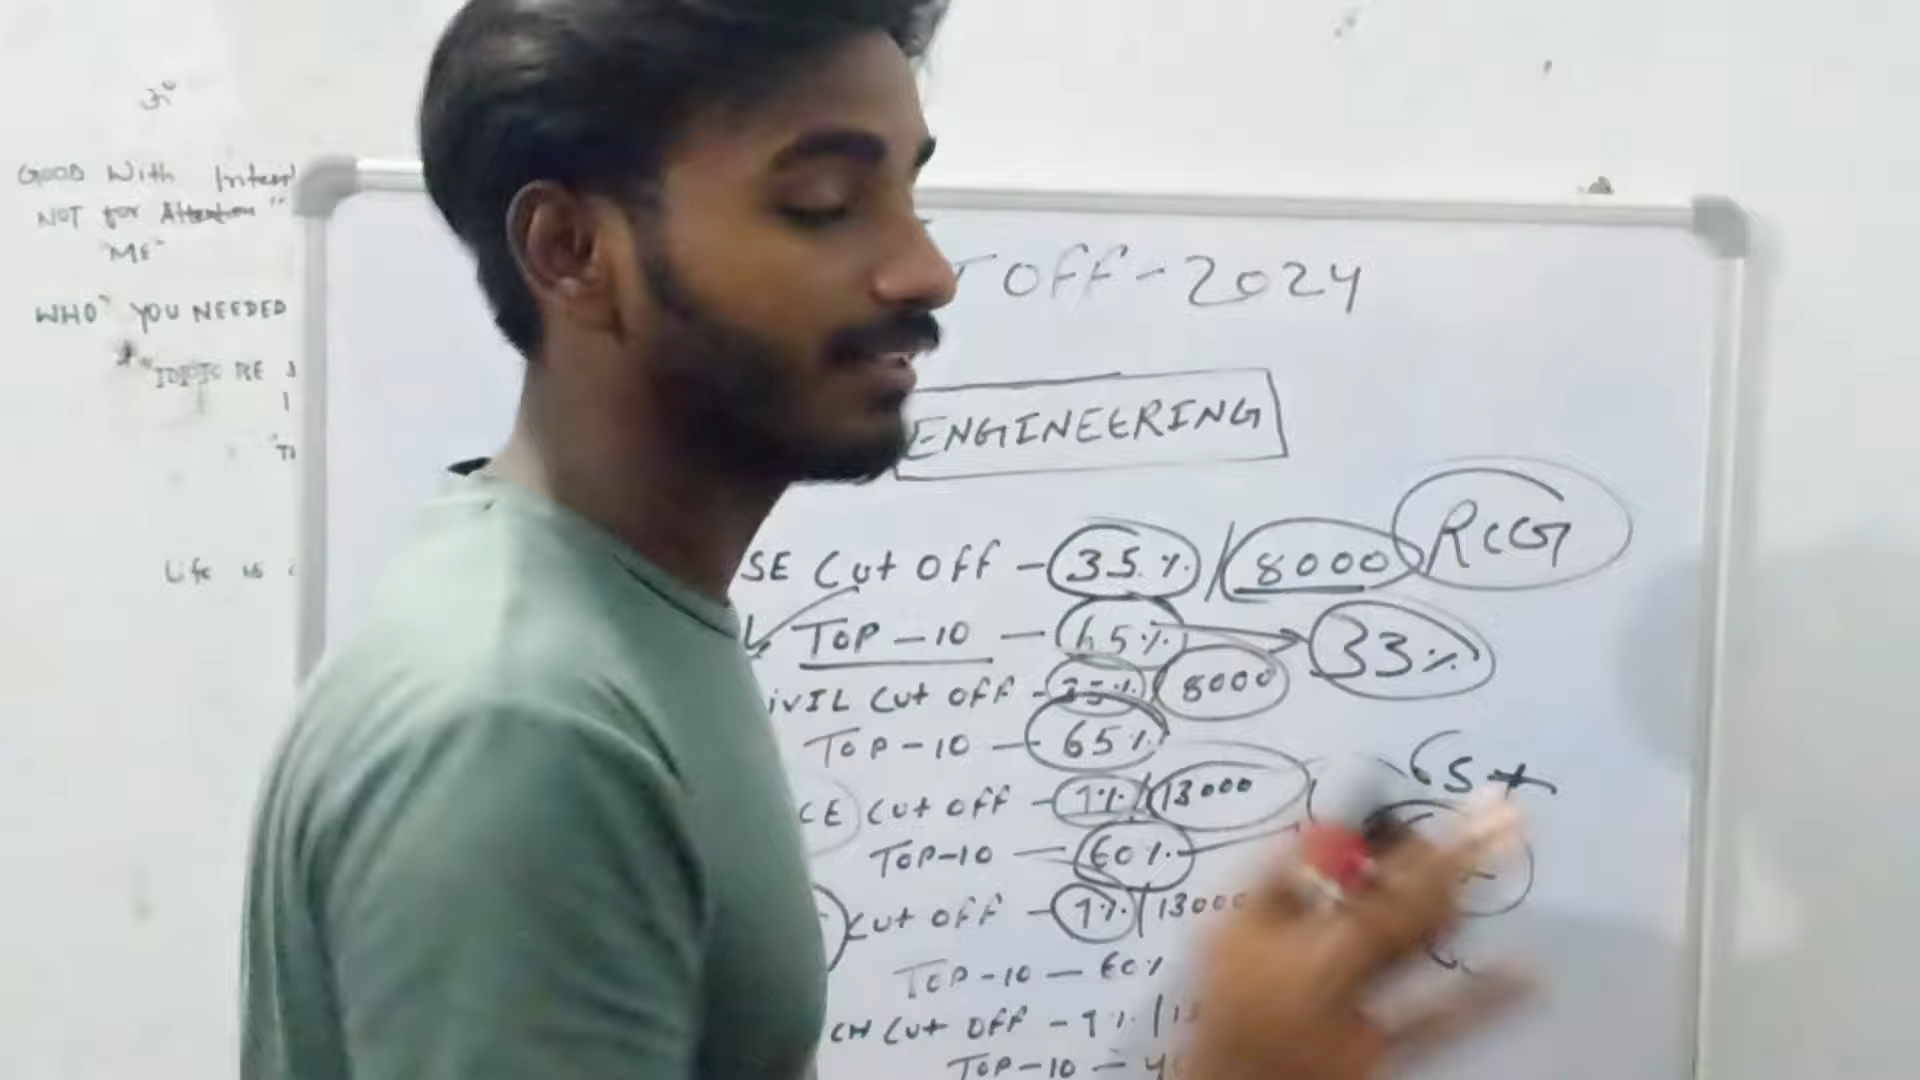 ॐ
GOOD With Inten
NOT for Attention"
"ME"
WHO" YOU NEEDED
Life is
T OFF-2024
ENGINEERING
SE Cut OFF - 35% / 8000 RCG
TOP-10 - 65% 33%
iVIL Cut OFF - 35% / 8000
TOP-10 - 65%
65
CE Cut OFF - 1% / 13000
TOP-10 - 60%
Cut OFF - 1% / 13000
TOP-10 - 60%
CH Cut OFF - 1% / 13
TOP-10 - 4